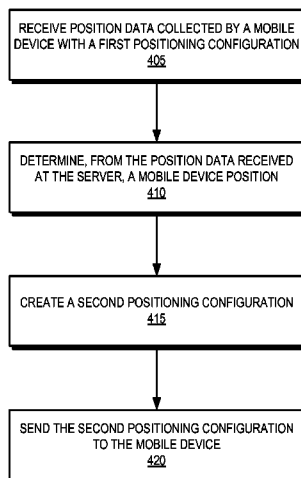 RECEIVE POSITION DATA COLLECTED BY A MOBILE
DEVICE WITH A FIRST POSITIONING CONFIGURATION
405
DETERMINE, FROM THE POSITION DATA RECEIVED
AT THE SERVER, A MOBILE DEVICE POSITION
410
CREATE A SECOND POSITIONING CONFIGURATION
415
SEND THE SECOND POSITIONING CONFIGURATION
TO THE MOBILE DEVICE
420